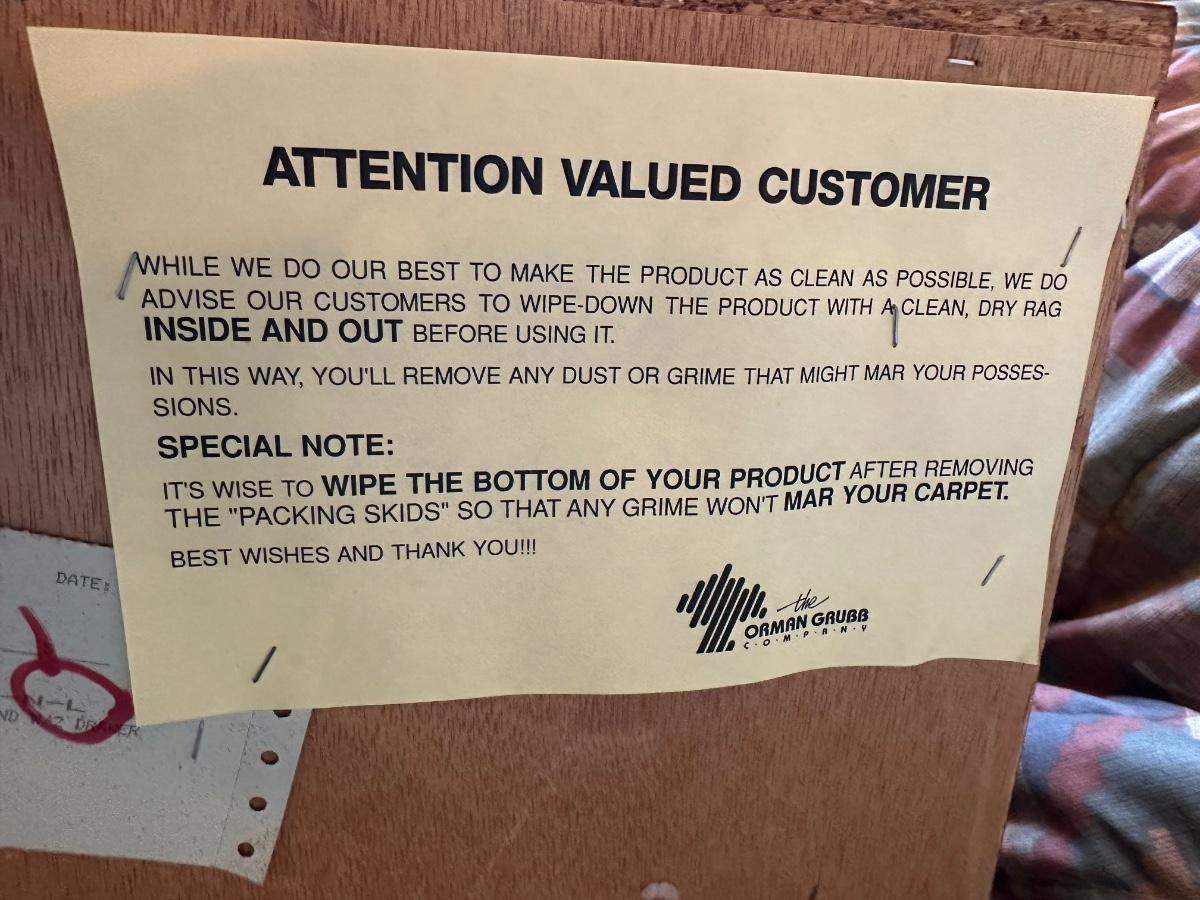 ATTENTION VALUED CUSTOMER
WHILE WE DO OUR BEST TO MAKE THE PRODUCT AS CLEAN AS POSSIBLE, WE DO
ADVISE OUR CUSTOMERS TO WIPE-DOWN THE PRODUCT WITH A CLEAN, DRY RAG
INSIDE AND OUT BEFORE USING IT.
IN THIS WAY, YOU'LL REMOVE ANY DUST OR GRIME THAT MIGHT MAR YOUR POSSES-
SIONS.
SPECIAL NOTE:
IT'S WISE TO WIPE THE BOTTOM OF YOUR PRODUCT AFTER REMOVING
THE "PACKING SKIDS" SO THAT ANY GRIME WON'T MAR YOUR CARPET.
BEST WISHES AND THANK YOU!!!
the
ORMAN GRUBB
C·O·M·P·A·N·Y
DATE:
N-L